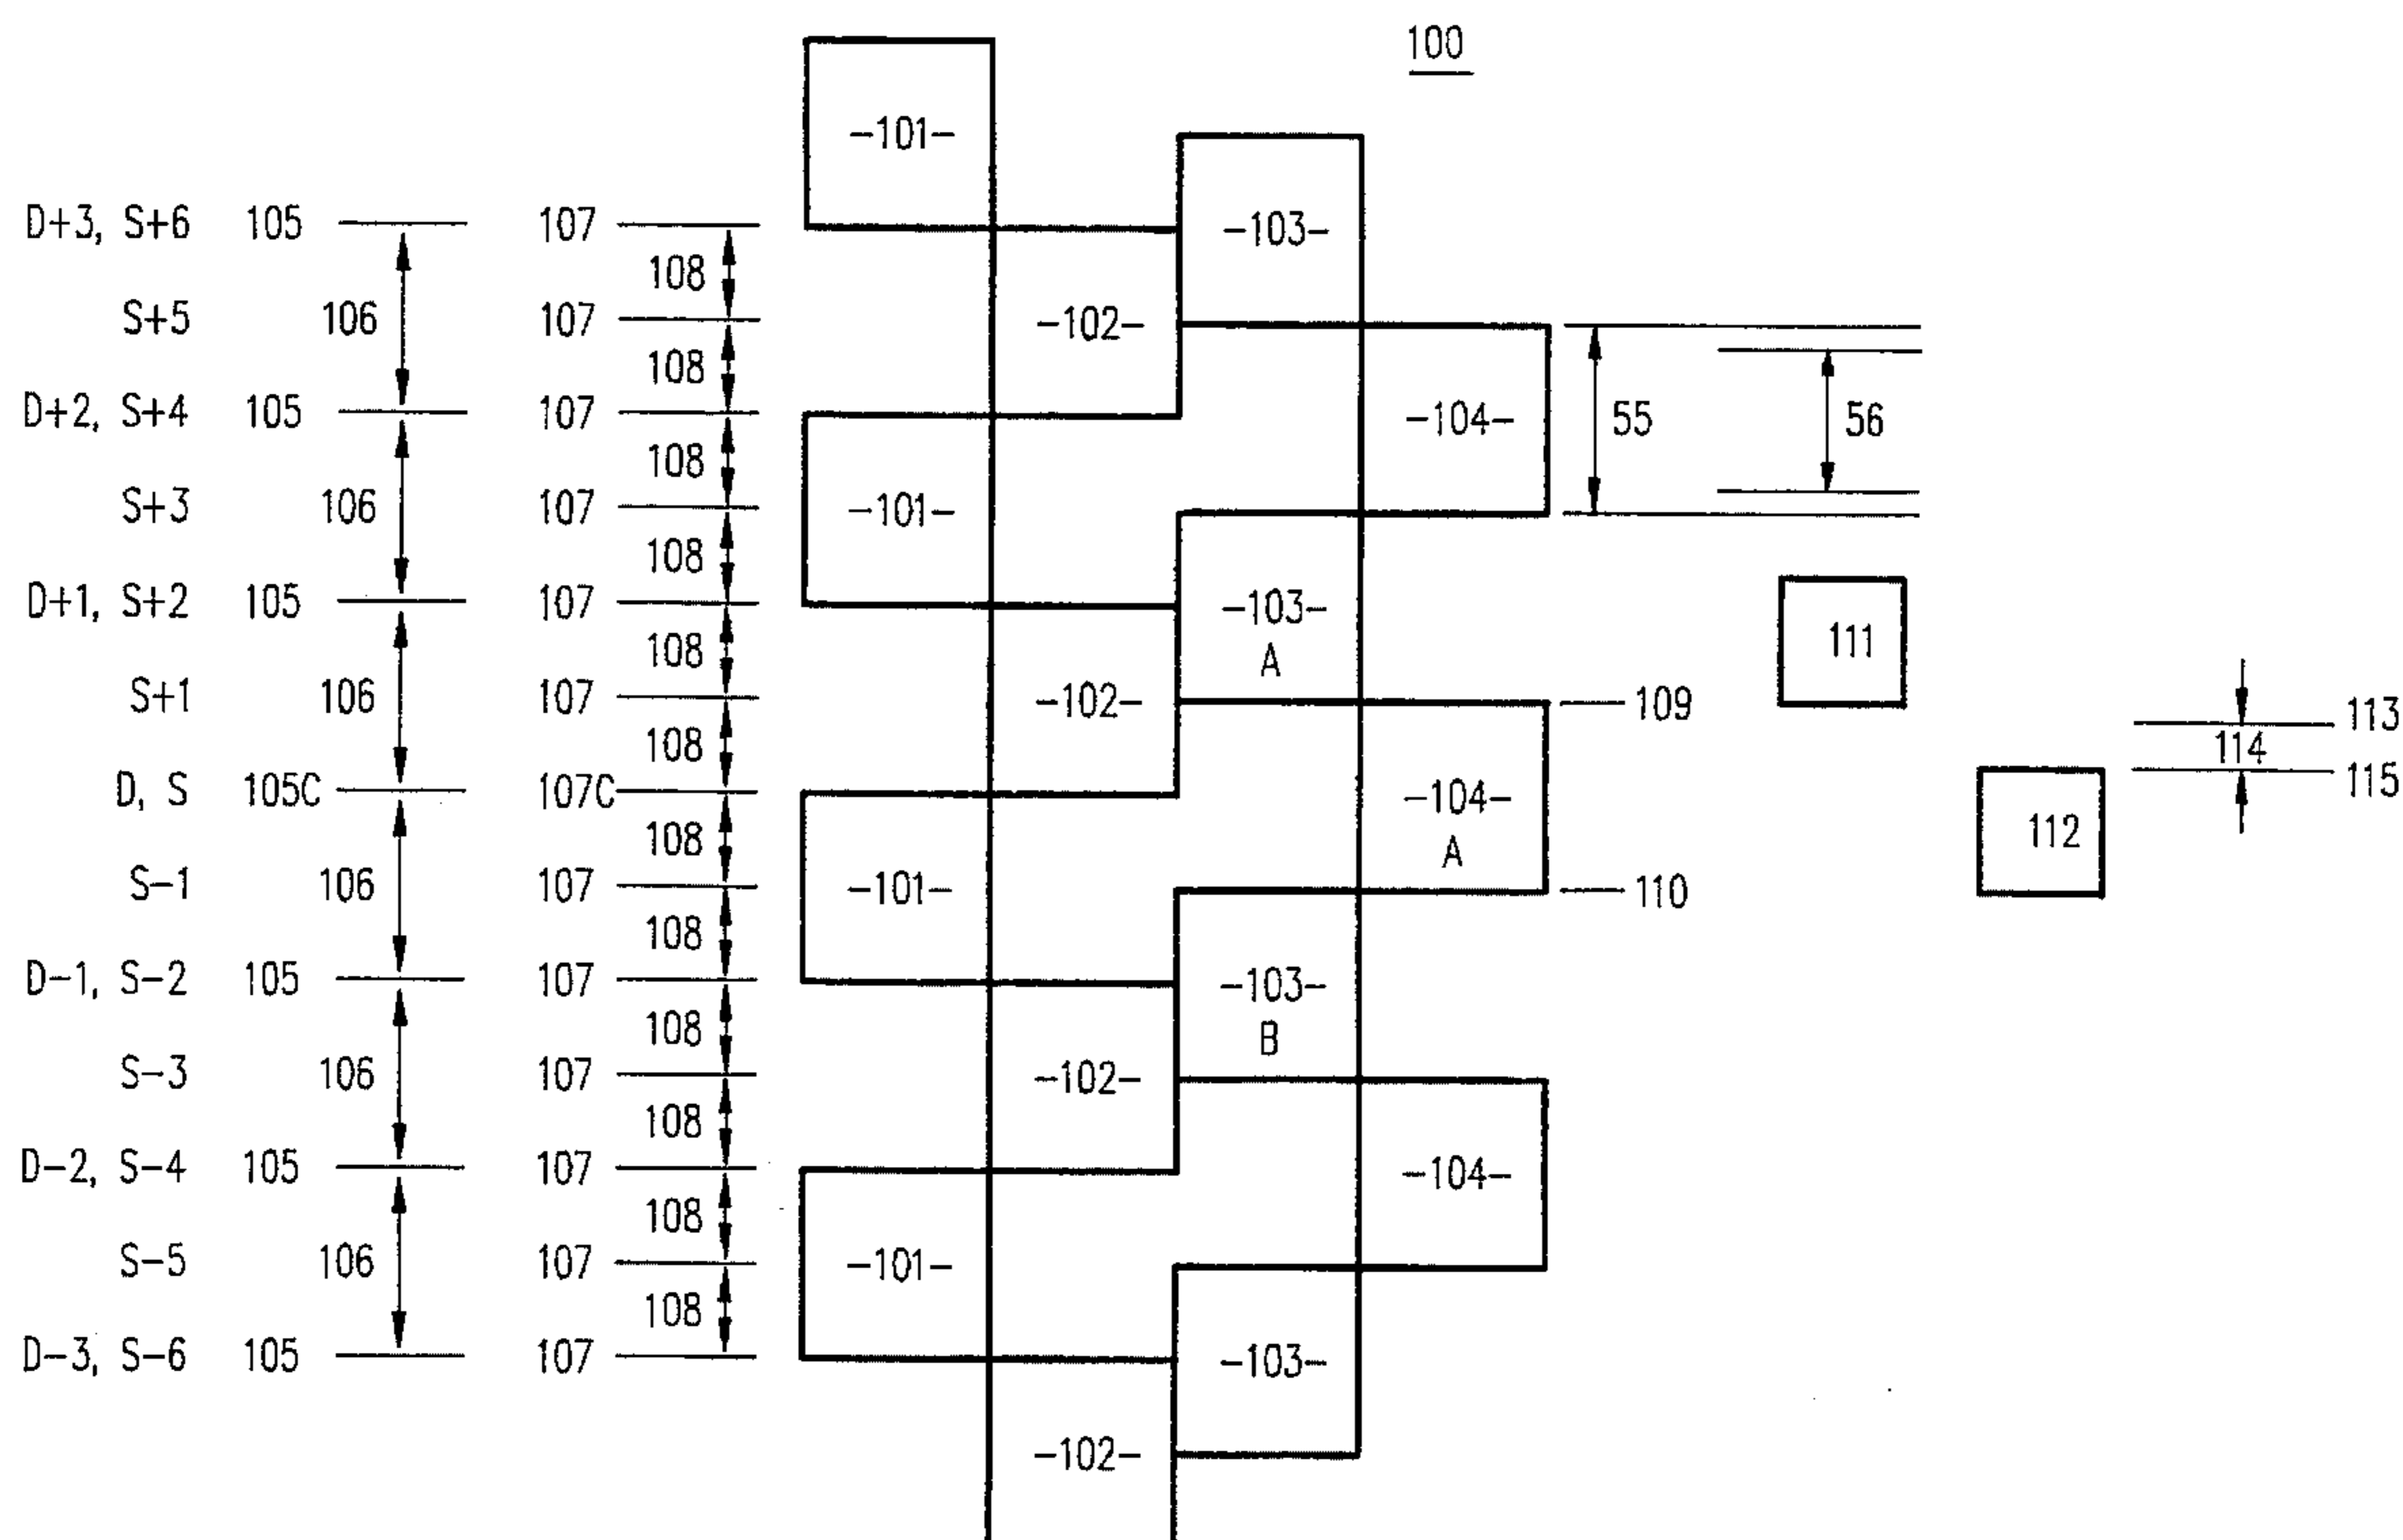 100
-101-
D+3, S+6 105 107 -103-
108
S+5 106 107 -102-
108
D+2, S+4 105 107 -104- 55 56
108
S+3 106 107 -101-
108
D+1, S+2 105 107 -103-
A 111
108
S+1 106 107 -102- 109 113
108 114
D, S 105C 107C -104- 115
A 112
108
S-1 106 107 -101- 110
108
D-1, S-2 105 107 -103-
B
108
S-3 106 107 -102-
108
D-2, S-4 105 107 -104-
108
S-5 106 107 -101-
108
D-3, S-6 105 107 -103-
-102-